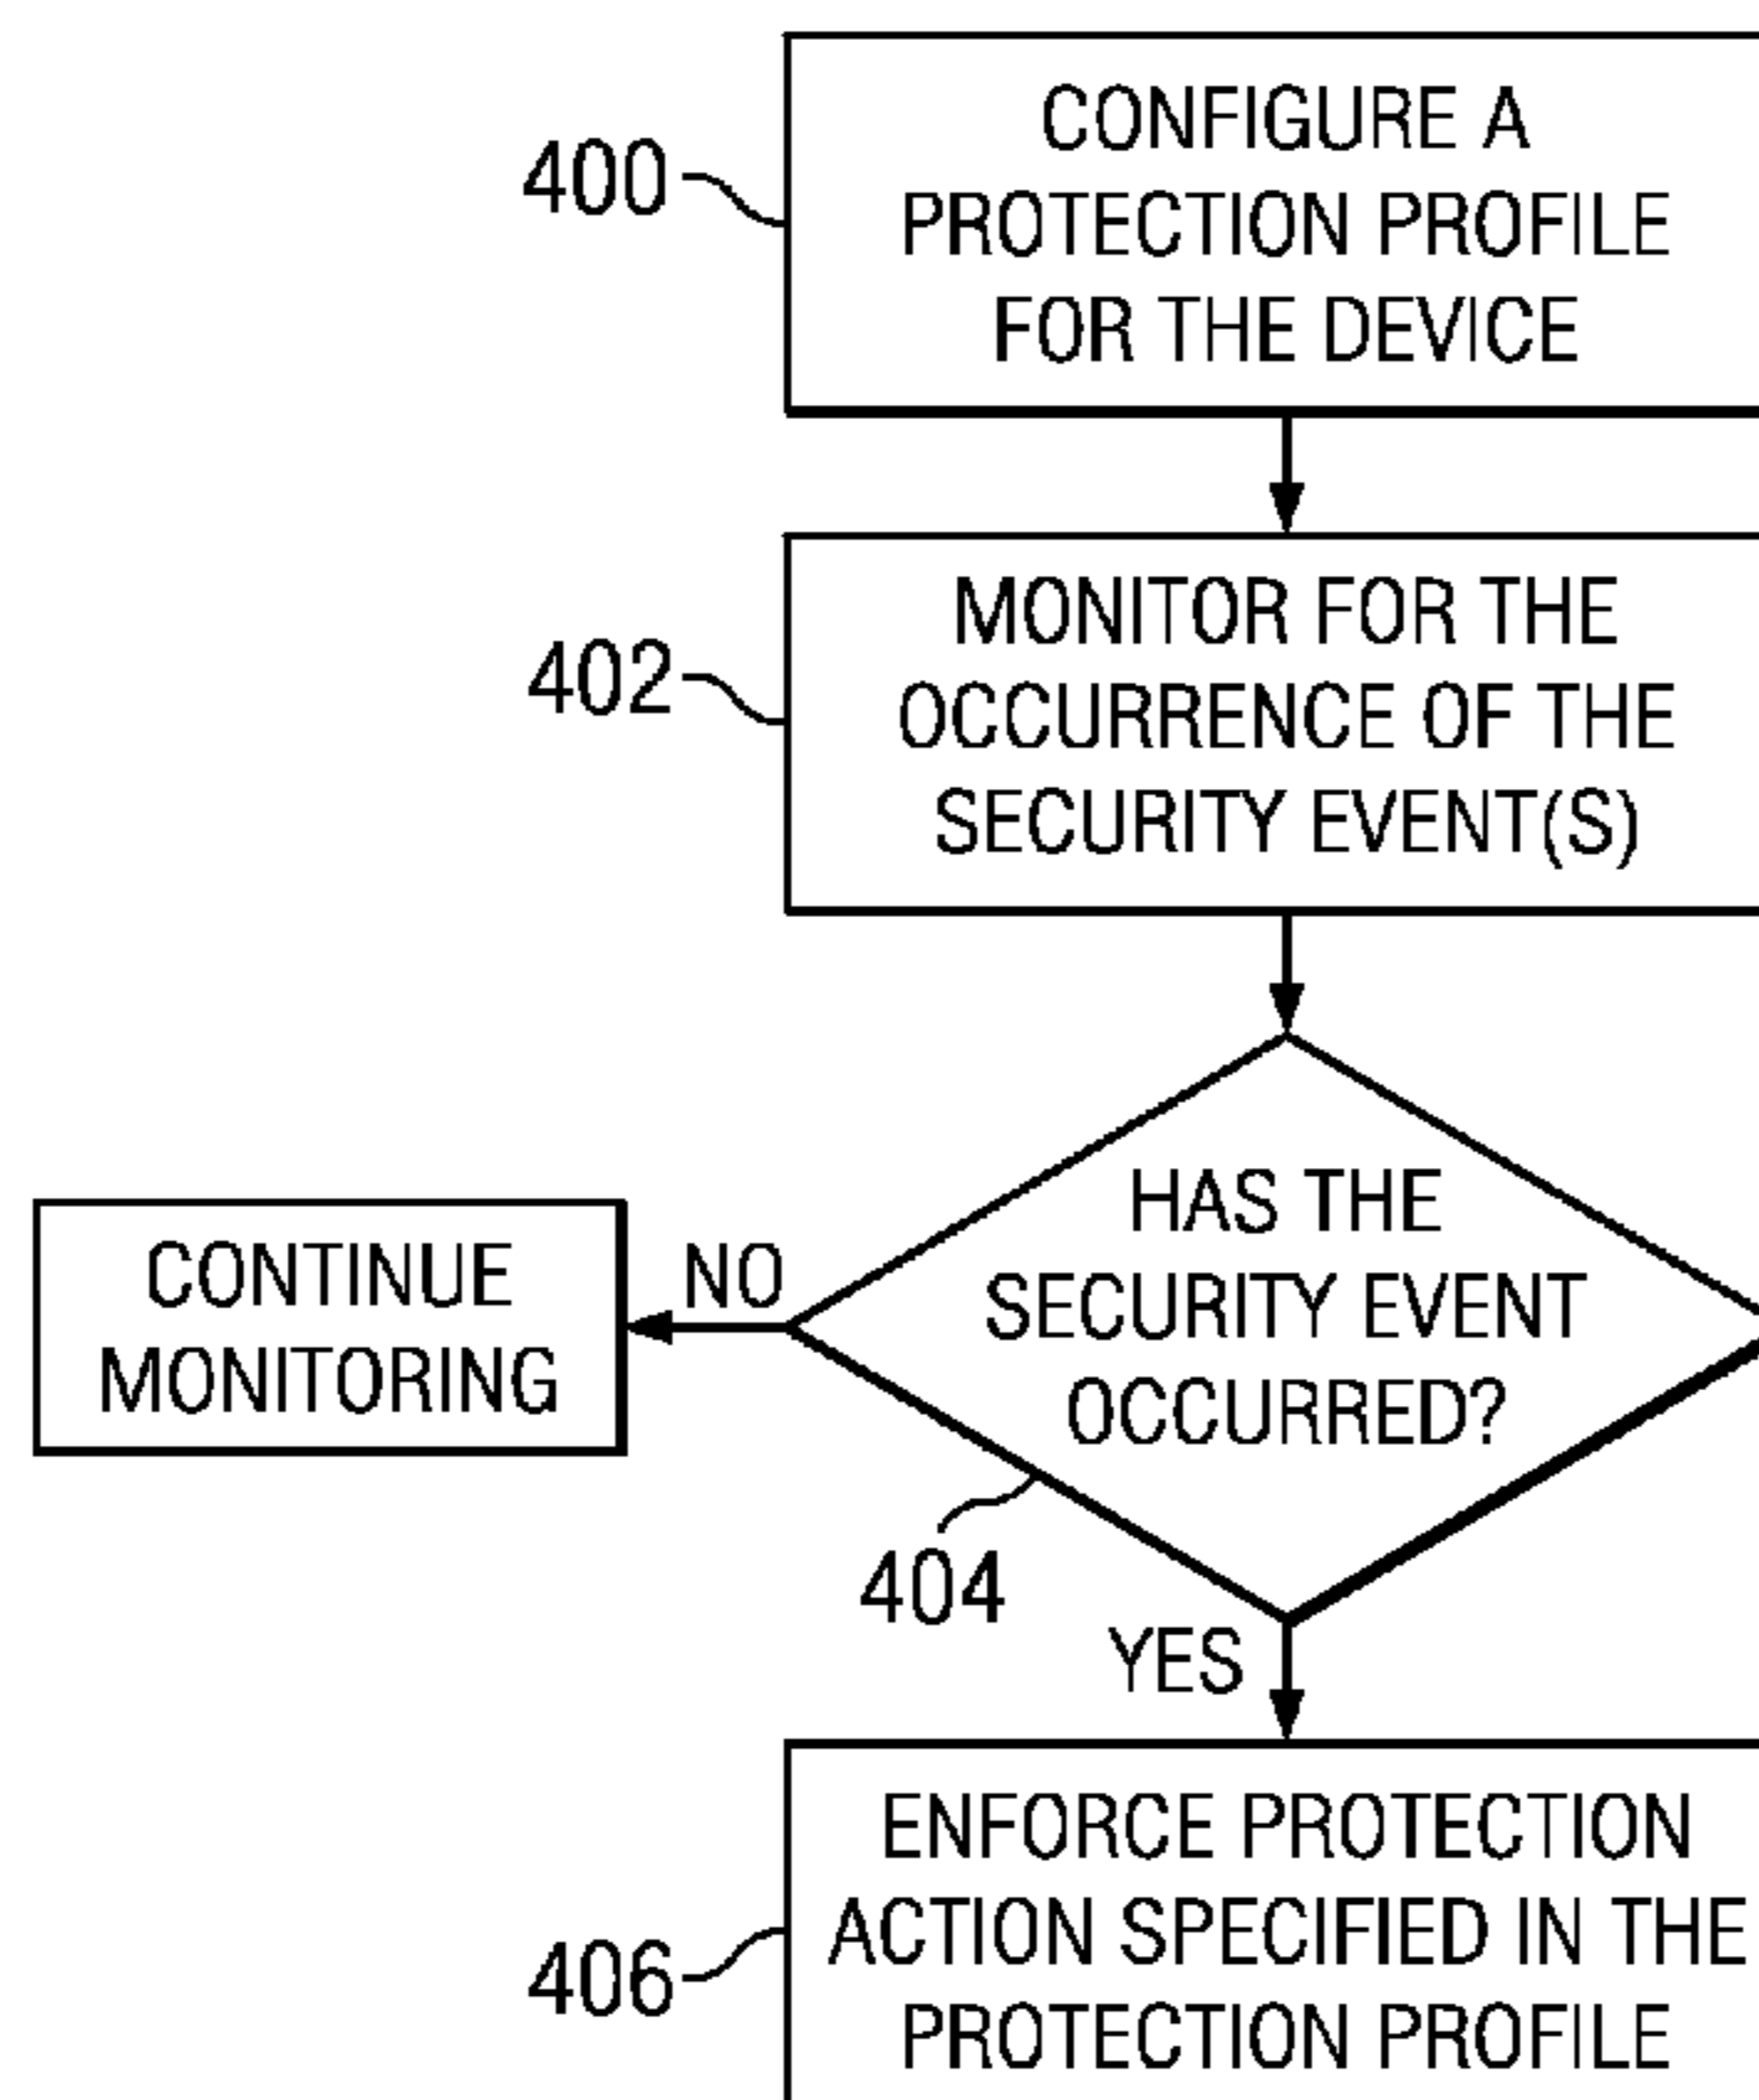 CONFIGURE A
PROTECTION PROFILE
FOR THE DEVICE
400
MONITOR FOR THE
OCCURRENCE OF THE
SECURITY EVENT(S)
402
HAS THE
SECURITY EVENT
OCCURRED?
404
NO
CONTINUE
MONITORING
YES
ENFORCE PROTECTION
ACTION SPECIFIED IN THE
PROTECTION PROFILE
406